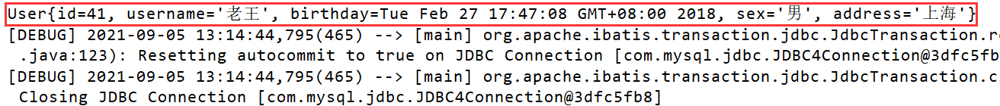 User{id=41, username='老王', birthday=Tue Feb 27 17:47:08 GMT+08:00 2018, sex='男', address='上海'}
[DEBUG] 2021-09-05 13:14:44,795(465) --> [main] org.apache.ibatis.transaction.jdbc.JdbcTransaction.re
.java:123): Resetting autocommit to true on JDBC Connection [com.mysql.jdbc.JDBC4Connection@3dfc5fb
[DEBUG] 2021-09-05 13:14:44,795(465) --> [main] org.apache.ibatis.transaction.jdbc.JdbcTransaction.c
Closing JDBC Connection [com.mysql.jdbc.JDBC4Connection@3dfc5fb8]